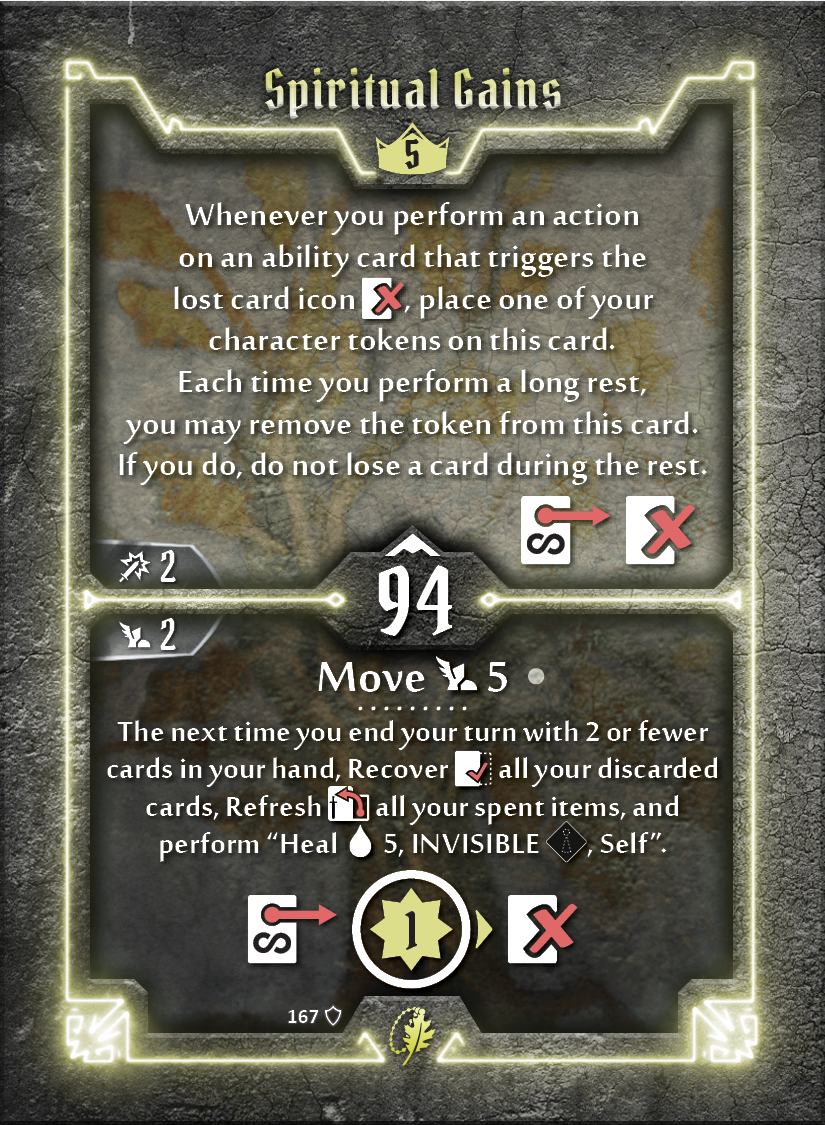 Spiritual Gains
5
Whenever you perform an action
on an ability card that triggers the
lost card icon , place one of your
character tokens on this card.
Each time you perform a long rest,
you may remove the token from this card.
If you do, do not lose a card during the rest.
2
94
2
Move 5
The next time you end your turn with 2 or fewer
cards in your hand, Recover all your discarded
cards, Refresh all your spent items, and
perform “Heal 5, INVISIBLE , Self”.
1
167